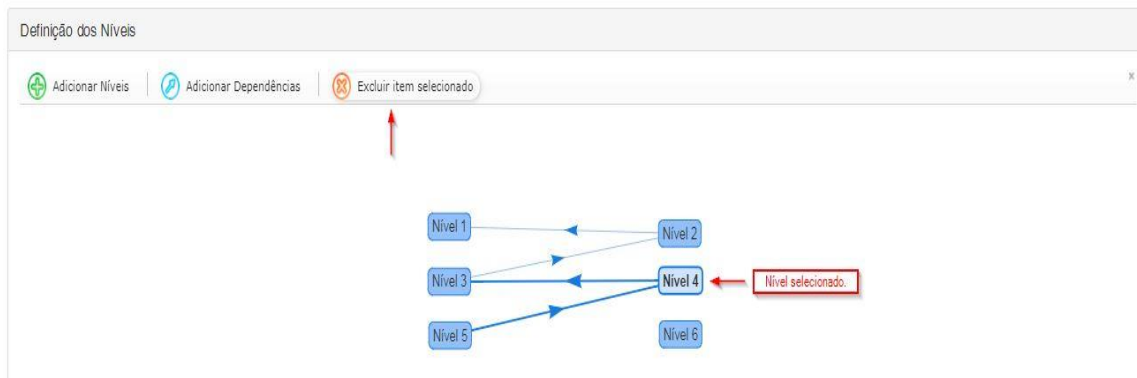 Definição dos Níveis
Adicionar Níveis Adicionar Dependências Excluir item selecionado
Nível 1
Nível 2
Nível 3
Nível 4
Nível selecionado.
Nível 5
Nível 6